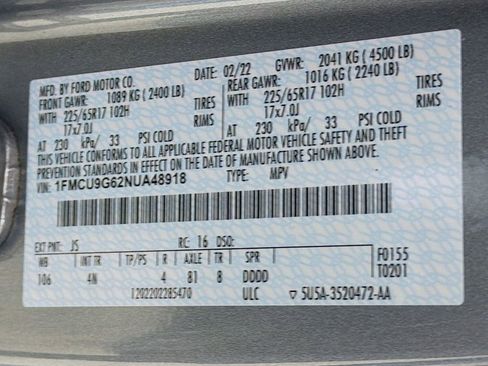 MFD. BY FORD MOTOR CO.
DATE: 02/22 GVWR: 2041 KG ( 4500 LB)
FRONT GAWR: 1089 KG ( 2400 LB) REAR GAWR: 1016 KG ( 2240 LB)
WITH 225/65R17 102H TIRES WITH 225/65R17 102H TIRES
17x7.0J RIMS 17x7.0J RIMS
AT 230 kPa/ 33 PSI COLD AT 230 kPa/ 33 PSI COLD
THIS VEHICLE CONFORMS TO ALL APPLICABLE FEDERAL MOTOR VEHICLE SAFETY AND THEFT
PREVENTION STANDARDS IN EFFECT ON THE DATE OF MANUFACTURE SHOWN ABOVE.
VIN: 1FMCU9G62NUA48918 TYPE: MPV
EXT PNT: JS RC: 16 DSO: F0155
WB INT TR TP/PS R AXLE TR SPR T0201
106 4N 4 81 8 DDDD
1202202285470 ULC ▽ 5U5A-3520472-AA